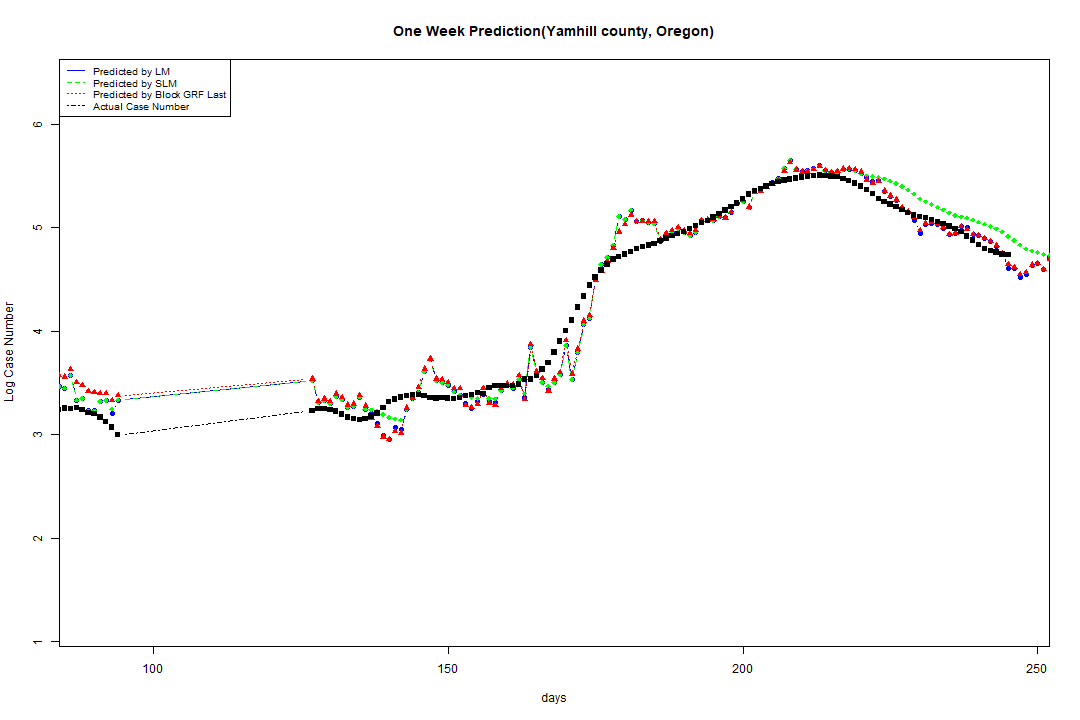 One Week Prediction(Yamhill county, Oregon)
Predicted by LM
Predicted by SLM
Predicted by Block GRF Last
Actual Case Number
6
5
4
3
2
1
Log Case Number
100
150
200
250
days